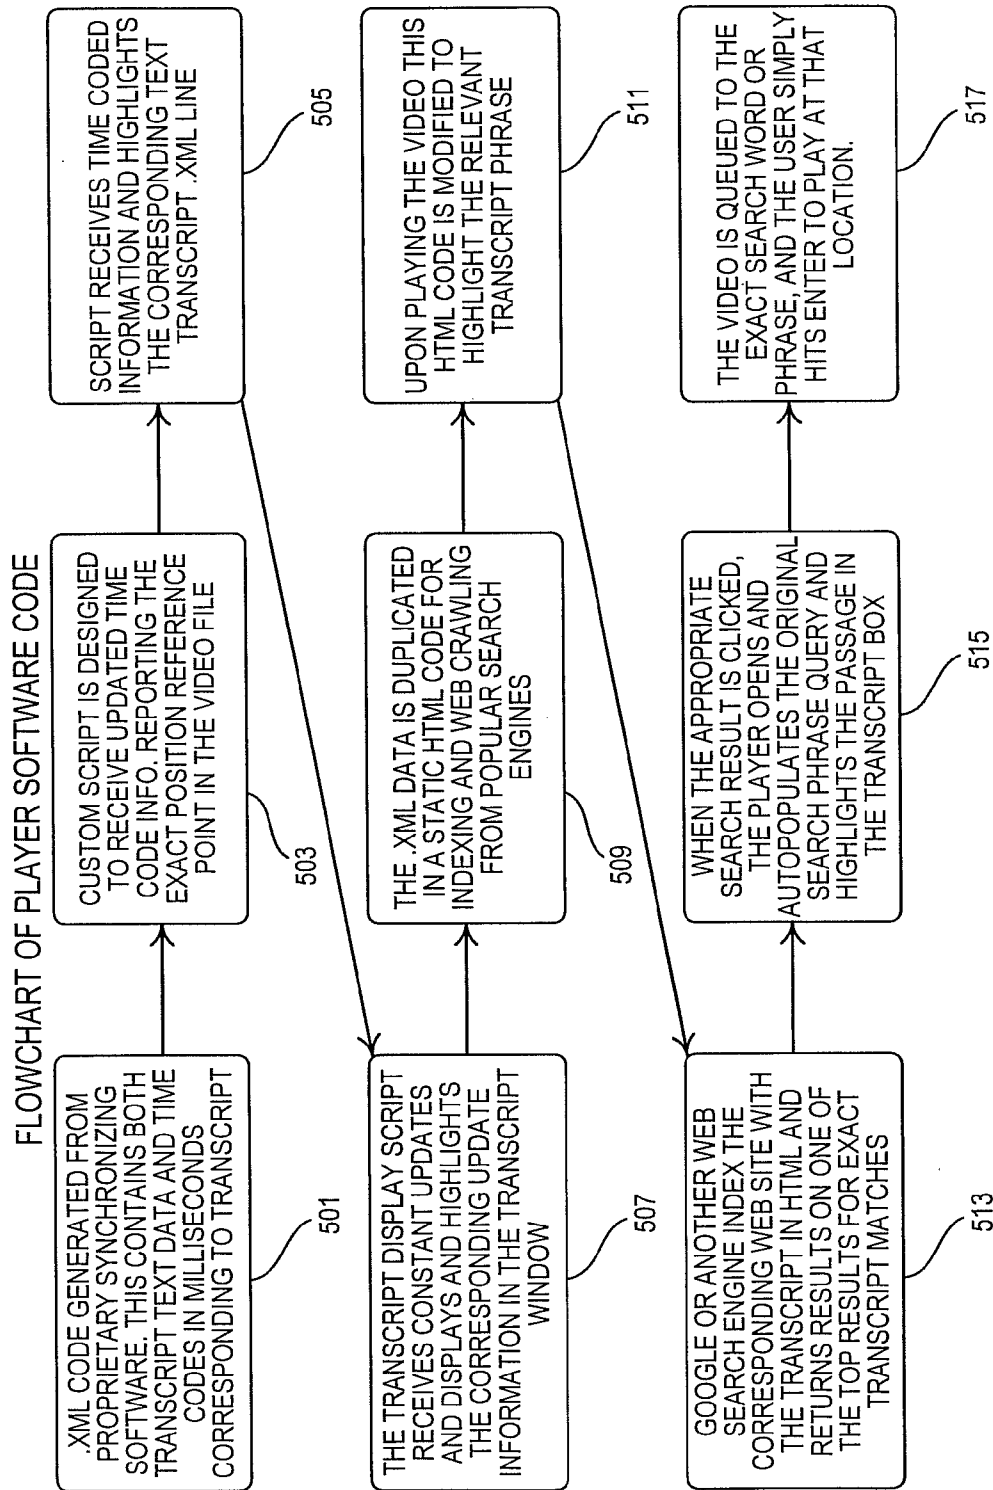 FLOWCHART OF PLAYER SOFTWARE CODE
.XML CODE GENERATED FROM
PROPRIETARY SYNCHRONIZING
SOFTWARE. THIS CONTAINS BOTH
TRANSCRIPT TEXT DATA AND TIME
CODES IN MILLISECONDS
CORRESPONDING TO TRANSCRIPT
501
CUSTOM SCRIPT IS DESIGNED
TO RECEIVE UPDATED TIME
CODE INFO. REPORTING THE
EXACT POSITION REFERENCE
POINT IN THE VIDEO FILE
503
SCRIPT RECEIVES TIME CODED
INFORMATION AND HIGHLIGHTS
THE CORRESPONDING TEXT
TRANSCRIPT .XML LINE
505
THE TRANSCRIPT DISPLAY SCRIPT
RECEIVES CONSTANT UPDATES
AND DISPLAYS AND HIGHLIGHTS
THE CORRESPONDING UPDATE
INFORMATION IN THE TRANSCRIPT
WINDOW
507
THE .XML DATA IS DUPLICATED
IN A STATIC HTML CODE FOR
INDEXING AND WEB CRAWLING
FROM POPULAR SEARCH
ENGINES
509
UPON PLAYING THE VIDEO THIS
HTML CODE IS MODIFIED TO
HIGHLIGHT THE RELEVANT
TRANSCRIPT PHRASE
511
GOOGLE OR ANOTHER WEB
SEARCH ENGINE INDEX THE
CORRESPONDING WEB SITE WITH
THE TRANSCRIPT IN HTML AND
RETURNS RESULTS ON ONE OF
THE TOP RESULTS FOR EXACT
TRANSCRIPT MATCHES
513
WHEN THE APPROPRIATE
SEARCH RESULT IS CLICKED,
THE PLAYER OPENS AND
AUTOPOPULATES THE ORIGINAL
SEARCH PHRASE QUERY AND
HIGHLIGHTS THE PASSAGE IN
THE TRANSCRIPT BOX
515
THE VIDEO IS QUEUED TO THE
EXACT SEARCH WORD OR
PHRASE, AND THE USER SIMPLY
HITS ENTER TO PLAY AT THAT
LOCATION.
517